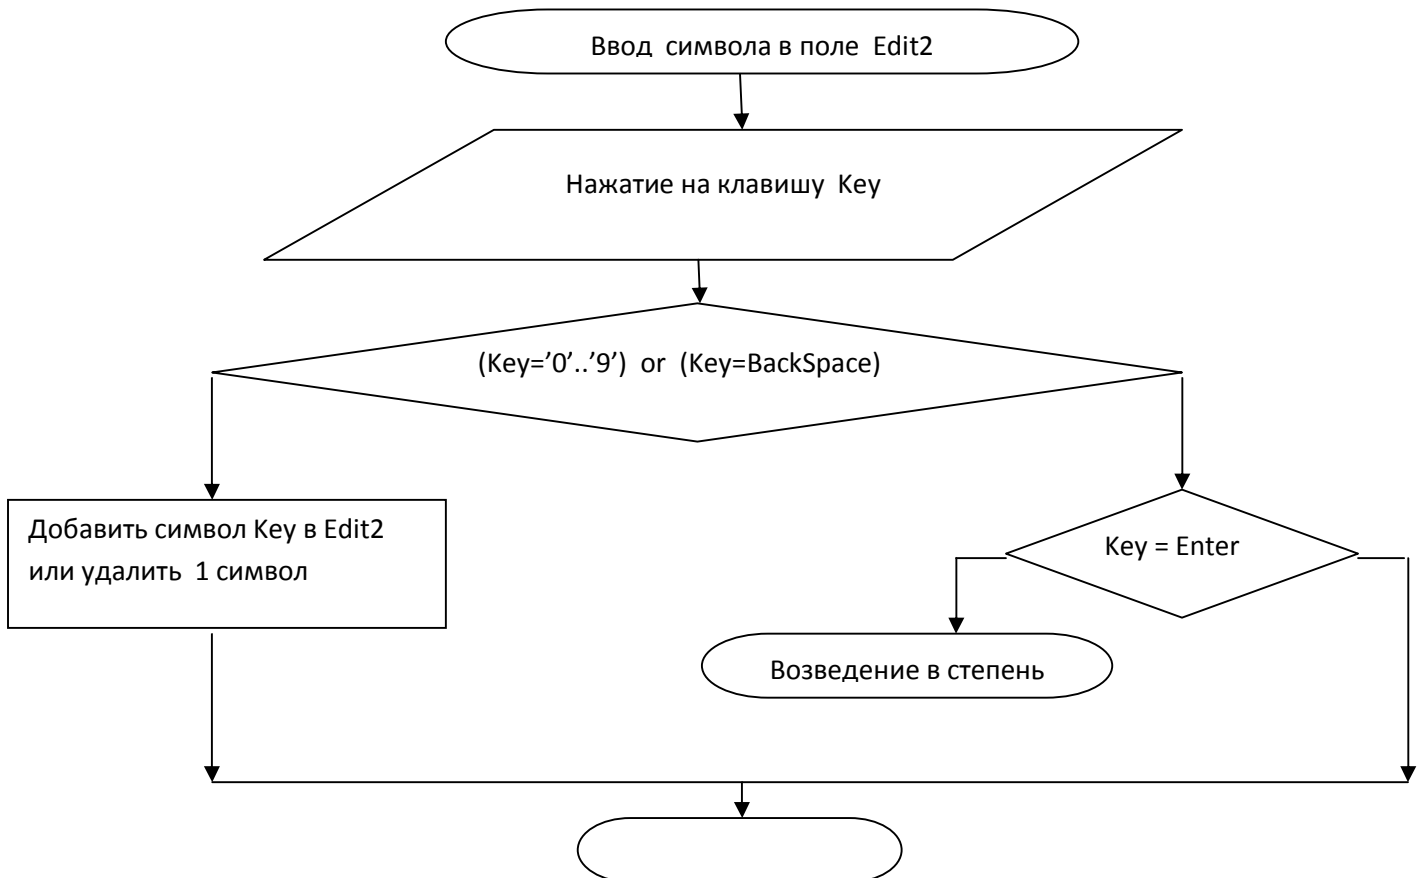 Ввод символа в поле Edit2
Нажатие на клавишу Key
(Key=’0’..’9’) or (Key=BackSpace)
Добавить символ Key в Edit2
или удалить 1 символ
Key = Enter
Возведение в степень